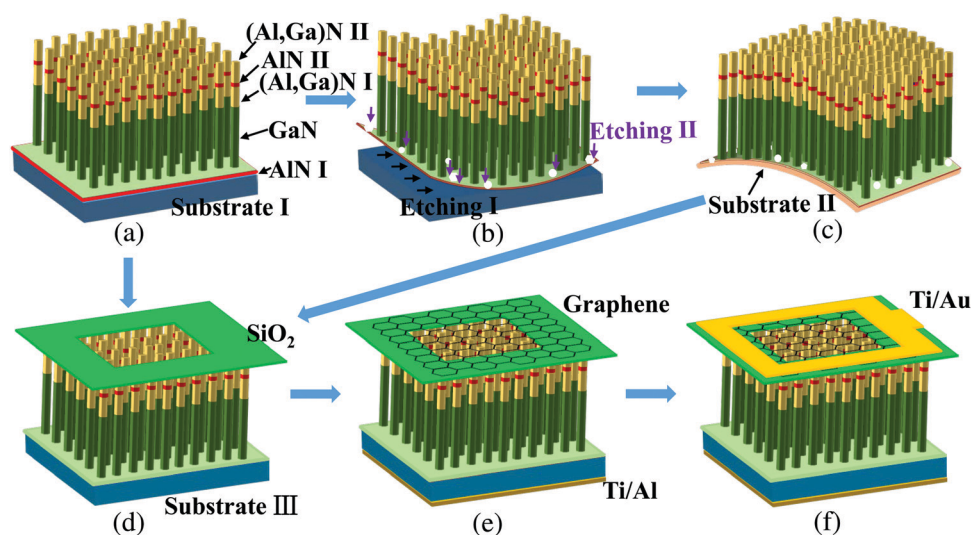 (Al,Ga)N II
AlN II
(Al,Ga)N I
GaN
AlN I
Substrate I
(a)
Etching II
Etching I
(b)
Substrate II
(c)
SiO2
Substrate III
(d)
Graphene
Ti/Al
(e)
Ti/Au
(f)